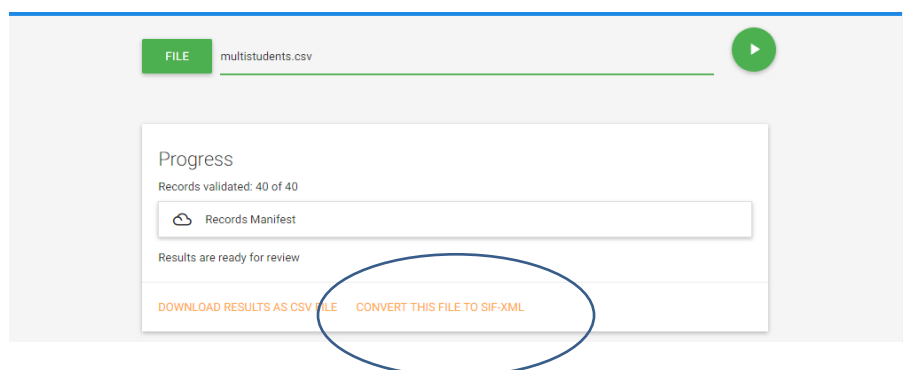 FILE multistudents.csv
Progress
Records validated: 40 of 40
Records Manifest
Results are ready for review
DOWNLOAD RESULTS AS CSV FILE CONVERT THIS FILE TO SIF-XML